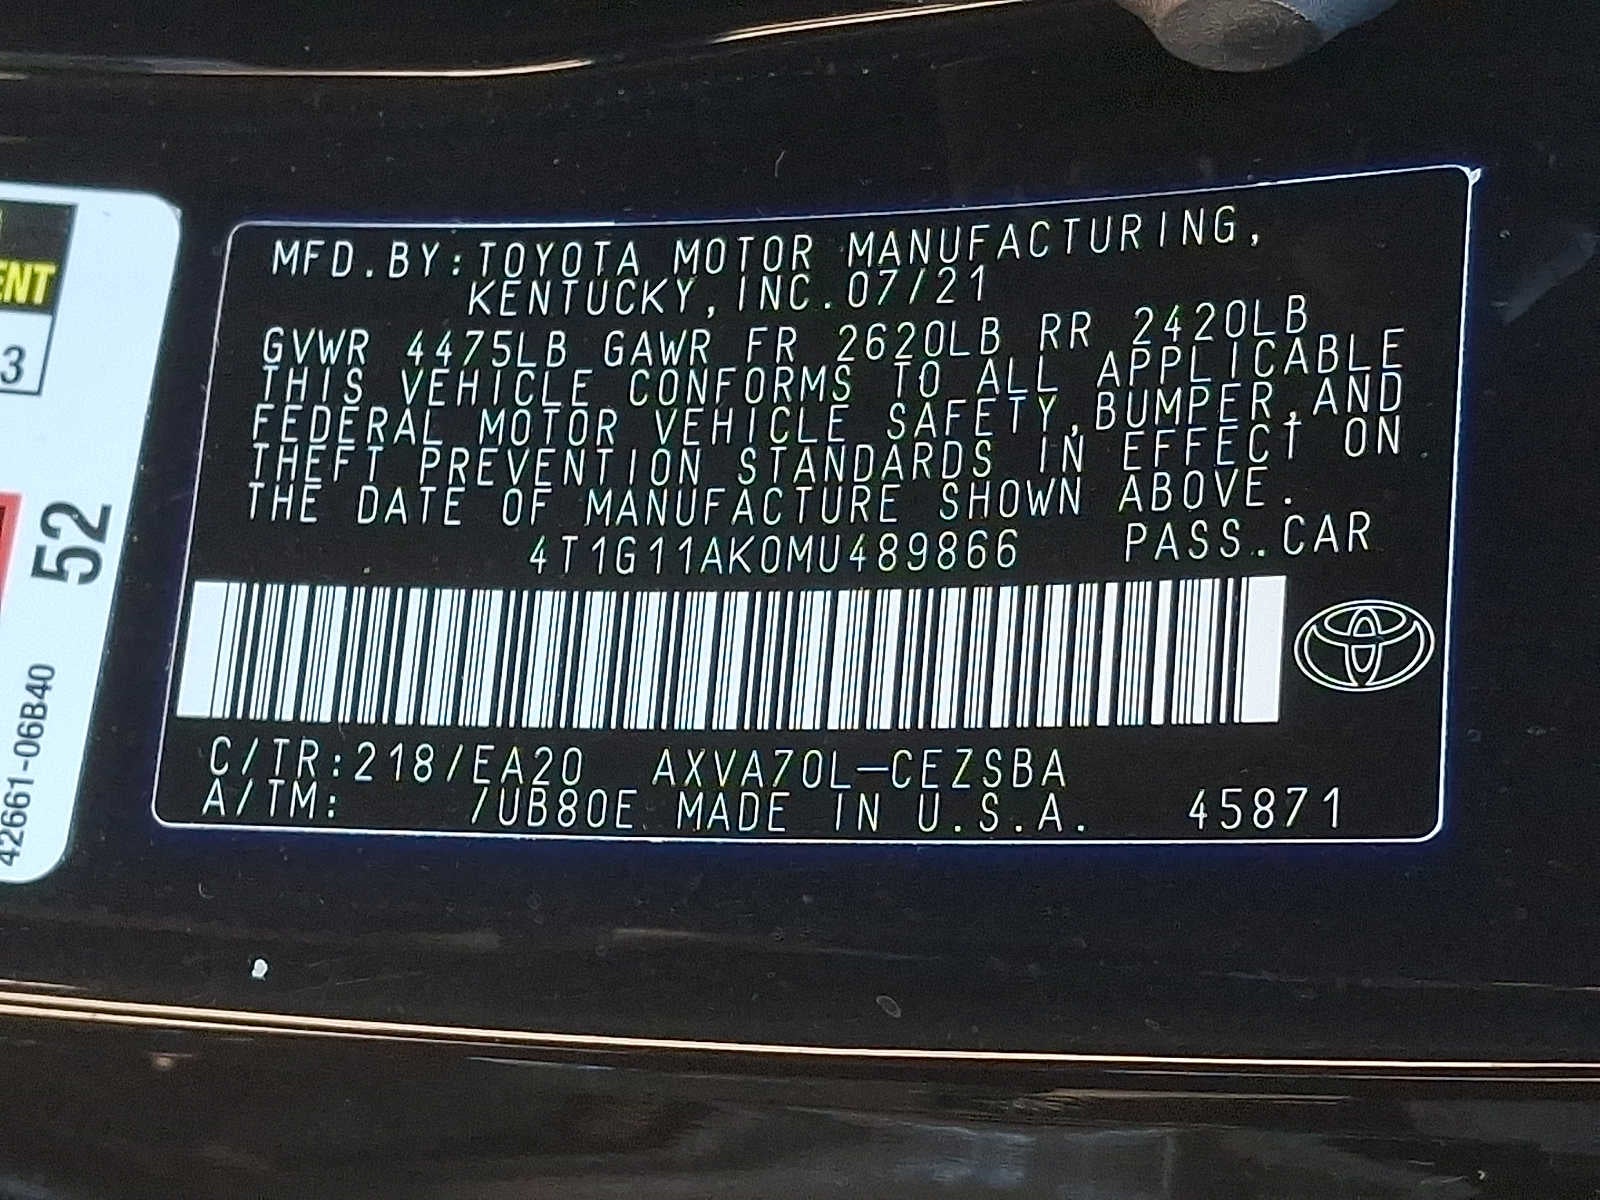 MFD.BY:TOYOTA MOTOR MANUFACTURING,
KENTUCKY,INC.07/21
GVWR 4475LB GAWR FR 2620LB RR 2420LB
THIS VEHICLE CONFORMS TO ALL APPLICABLE
FEDERAL MOTOR VEHICLE SAFETY,BUMPER,AND
THEFT PREVENTION STANDARDS IN EFFECT ON
THE DATE OF MANUFACTURE SHOWN ABOVE.
4T1G11AK0MU489866 PASS.CAR
C/TR:218/EA20 AXVA70L-CEZSBA
A/TM: /UB80E MADE IN U.S.A. 45871
ENT
3
52
42661-06B40